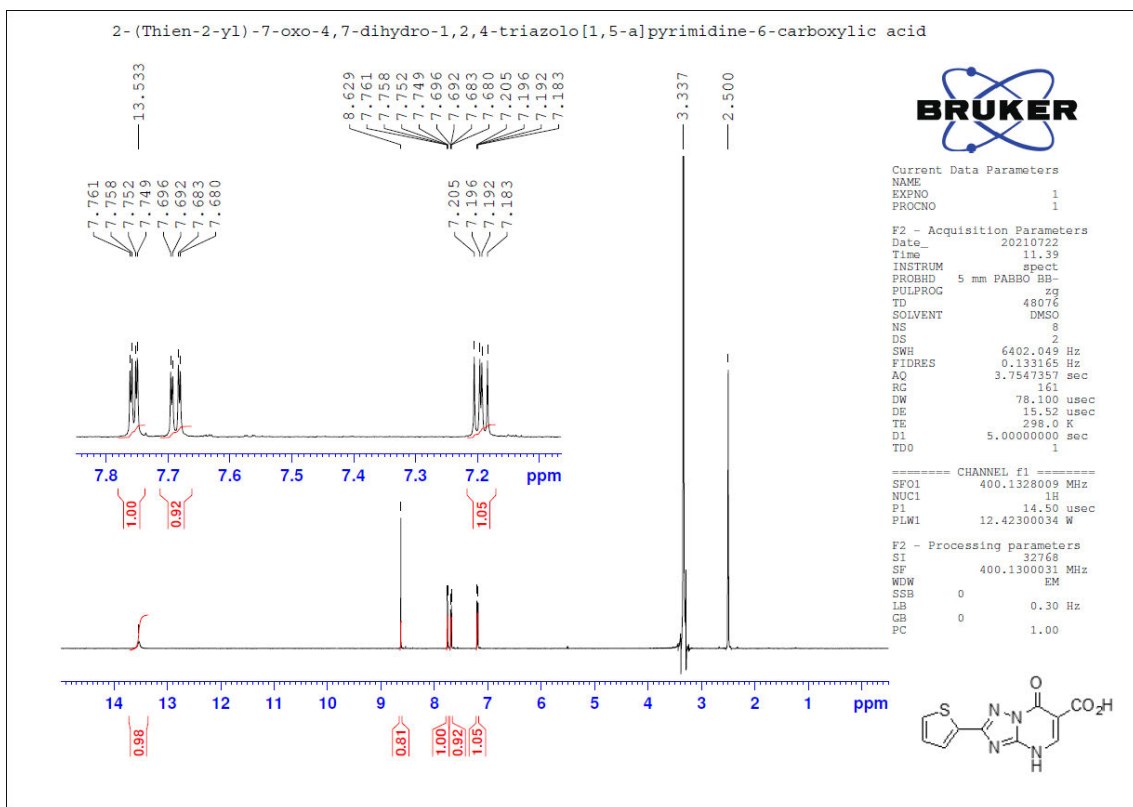 2-(Thien-2-yl)-7-oxo-4,7-dihydro-1,2,4-triazolo[1,5-a]pyrimidine-6-carboxylic acid
13.533
8.629
7.761
7.758
7.752
7.749
7.696
7.692
7.683
7.680
7.205
7.196
7.192
7.183
3.337
2.500
BRUKER
7.761
7.758
7.752
7.749
7.696
7.692
7.683
7.680
7.205
7.196
7.192
7.183
7.8 7.7 7.6 7.5 7.4 7.3 7.2 ppm
1.00 0.92 1.05
14 13 12 11 10 9 8 7 6 5 4 3 2 1 ppm
0.98 0.81 1.00 0.92 1.05
Current Data Parameters
NAME
EXPNO 1
PROCNO 1
F2 - Acquisition Parameters
Date_ 20210722
Time 11.39
INSTRUM spect
PROBHD 5 mm PABBO BB-
PULPROG zg
TD 48076
SOLVENT DMSO
NS 8
DS 2
SWH 6402.049 Hz
FIDRES 0.133165 Hz
AQ 3.7547357 sec
RG 161
DW 78.100 usec
DE 15.52 usec
TE 298.0 K
D1 5.00000000 sec
TD0 1
======== CHANNEL f1 ========
SFO1 400.1328009 MHz
NUC1 1H
P1 14.50 usec
PLW1 12.42300034 W
F2 - Processing parameters
SI 32768
SF 400.1300031 MHz
WDW EM
SSB 0
LB 0.30 Hz
GB 0
PC 1.00
O
CO2H
S
N
N
N
N
H